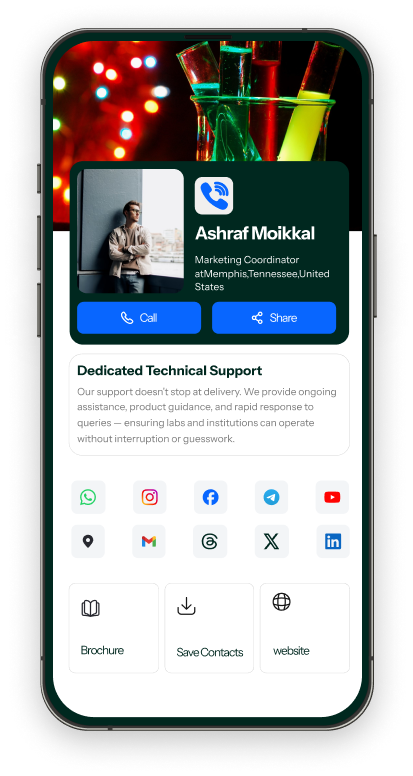 Ashraf Moikkal
Marketing Coordinator
atMemphis,Tennessee,United
States
Call
Share
Dedicated Technical Support
Our support doesn't stop at delivery. We provide ongoing
assistance, product guidance, and rapid response to
queries — ensuring labs and institutions can operate
without interruption or guesswork.
Brochure
Save Contacts
website